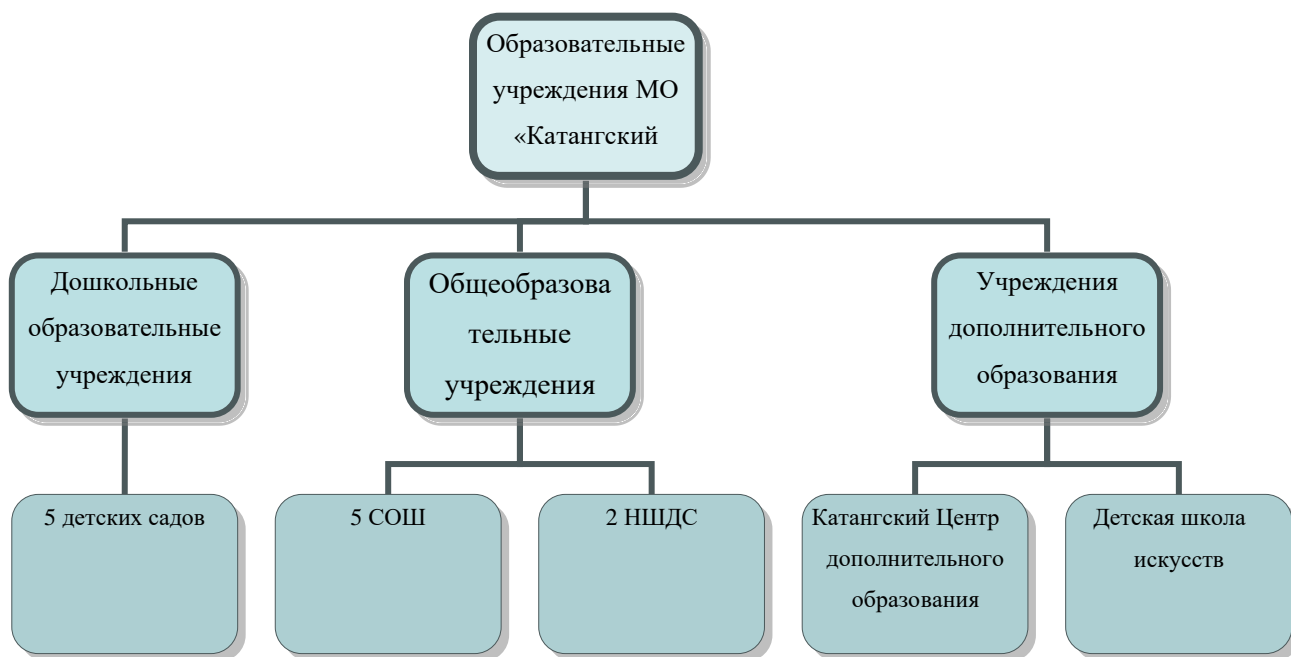 Образовательные
учреждения МО
«Катангский
Дошкольные
образовательные
учреждения
Общеобразова
тельные
учреждения
Учреждения
дополнительного
образования
5 детских садов
5 СОШ
2 НШДС
Катангский Центр
дополнительного
образования
Детская школа
искусств